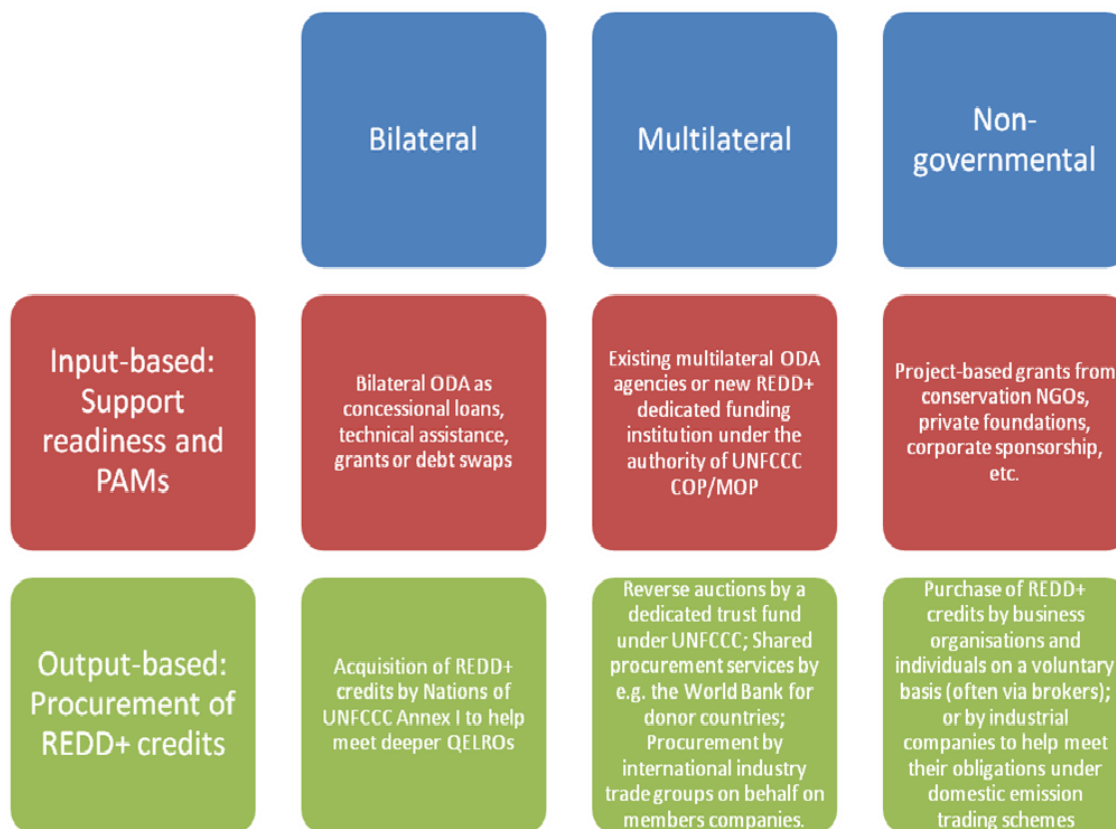 Bilateral
Multilateral
Non-
governmental
Input-based:
Support
readiness and
PAMs
Bilateral ODA as
concessional loans,
technical assistance,
grants or debt swaps
Existing multilateral ODA
agencies or new REDD+
dedicated funding
institution under the
authority of UNFCCC
COP/MOP
Project-based grants from
conservation NGOs,
private foundations,
corporate sponsorship,
etc.
Output-based:
Procurement of
REDD+ credits
Acquisition of REDD+
credits by Nations of
UNFCCC Annex I to help
meet deeper QELROs
Reverse auctions by a
dedicated trust fund
under UNFCCC; Shared
procurement services by
e.g. the World Bank for
donor countries;
Procurement by
international industry
trade groups on behalf on
members companies.
Purchase of REDD+
credits by business
organisations and
individuals on a voluntary
basis (often via brokers);
or by industrial
companies to help meet
their obligations under
domestic emission
trading schemes